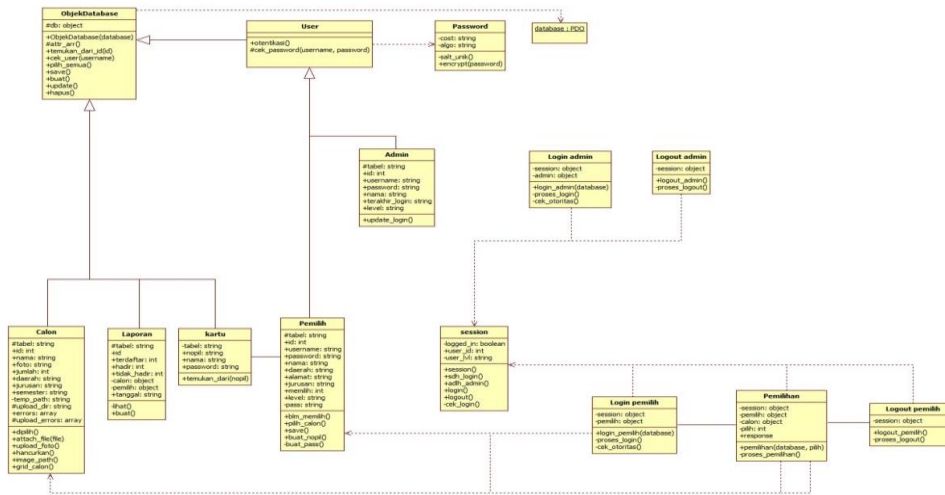 ObjekDatabase
#db: object
+ObjekDatabase(database)
#attr_arr()
+temukan_dari_id(id)
+cek_user(username)
+pilih_semua()
+save()
+buat()
+update()
+hapus()
User
+otentikasi()
#cek_password(username, password)
Password
-cost: string
-algo: string
-salt_unik()
+encrypt(password)
database : PDO
Admin
#tabel: string
+id: int
+username: string
+password: string
+nama: string
+terakhir_login: string
+level: string
+update_login()
Login admin
-session: object
-admin: object
+login_admin(database)
-proses_login()
-cek_otoritas()
Logout admin
-session: object
+logout_admin()
-proses_logout()
Calon
#tabel: string
+id: int
+nama: string
+foto: string
+jumlah: int
+daerah: string
+jurusan: string
+semester: string
-temp_path: string
#upload_dir: string
+errors: array
#upload_errors: array
+dipilih()
+attach_file(file)
+upload_foto()
+hancurkan()
+image_path()
+grid_calon()
Laporan
#tabel: string
+id
+terdaftar: int
+hadir: int
+tidak_hadir: int
-calon: object
-pemilih: object
+tanggal: string
-lihat()
+buat()
kartu
-tabel: string
+nopil: string
+nama: string
+password: string
+temukan_dari(nopil)
Pemilih
#tabel: string
+id: int
+username: string
+password: string
+nama: string
+daerah: string
+alamat: string
+jurusan: string
+memilih: int
+level: string
-pass: string
+blm_memilih()
+pilih_calon()
+save()
+buat_nopil()
-buat_pass()
session
-logged_in: boolean
+user_id: int
-user_lvl: string
+session()
+sdh_login()
+adlh_admin()
+login()
+logout()
-cek_login()
Login pemilih
-session: object
-pemilih: object
+login_pemilih(database)
-proses_login()
-cek_otoritas()
Pemilihan
-session: object
-pemilih: object
-calon: object
-pilih: int
+response
+pemilihan(database, pilih)
-proses_pemilihan()
Logout pemilih
-session: object
+logout_pemilih()
-proses_logout()